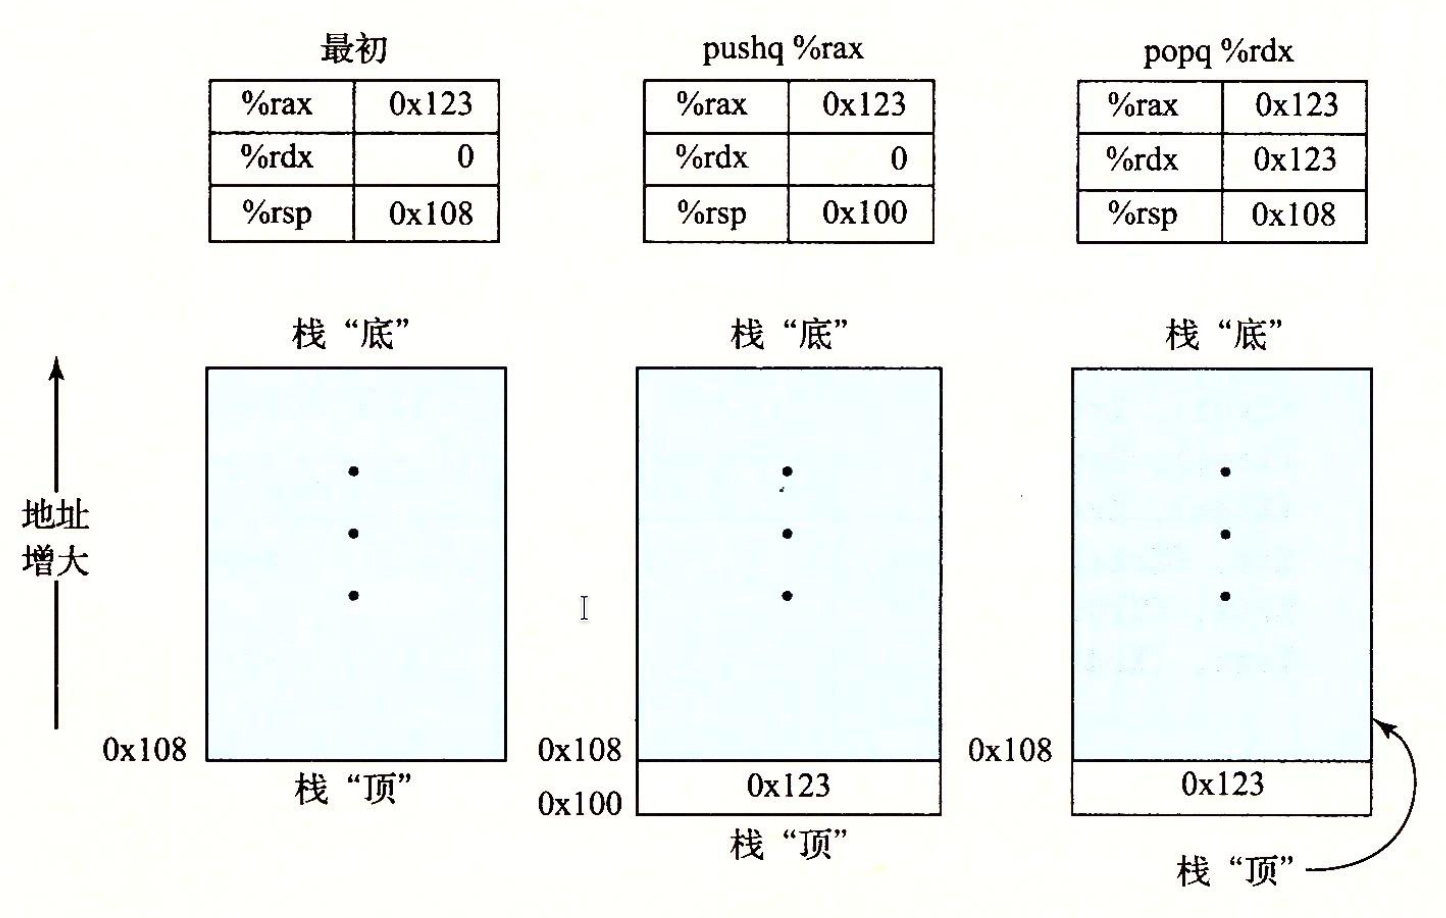 最初
%rax 0x123
%rdx 0
%rsp 0x108
pushq %rax
%rax 0x123
%rdx 0
%rsp 0x100
popq %rdx
%rax 0x123
%rdx 0x123
%rsp 0x108
地址
增大
栈“底”
0x108
栈“顶”
栈“底”
0x108
0x123
0x100
栈“顶”
栈“底”
0x108
0x123
栈“顶”